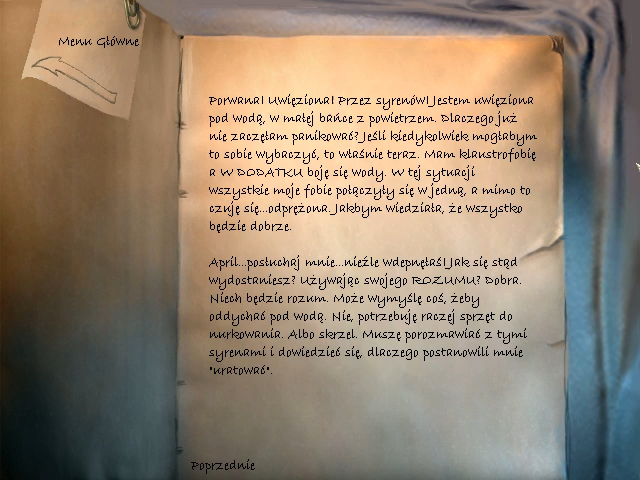 Menu Główne
Porwana! Uwięziona! Przez syrenów! Jestem uwięziona
pod wodą, w małej bańce z powietrzem. Dlaczego już
nie zaczęłam panikować? Jeśli kiedykolwiek mogłabym
to sobie wybaczyć, to właśnie teraz. Mam klaustrofobię
a W DODATKU boję się wody. W tej sytuacji
wszystkie moje fobie połączyły się w jedną, a mimo to
czuję się...odprężona. Jakbym wiedziała, że wszystko
będzie dobrze.
April...posłuchaj mnie...nieźle wdepnęłaś! Jak się stąd
wydostaniesz? Używając swojego ROZUMU? Dobra.
Niech będzie rozum. Może wymyślę coś, żeby
oddychać pod wodą. Nie, potrzebuję raczej sprzęt do
nurkowania. Albo skrzel. Muszę porozmawiać z tymi
syrenami i dowiedzieć się, dlaczego postanowili mnie
"uratować".
Poprzednie